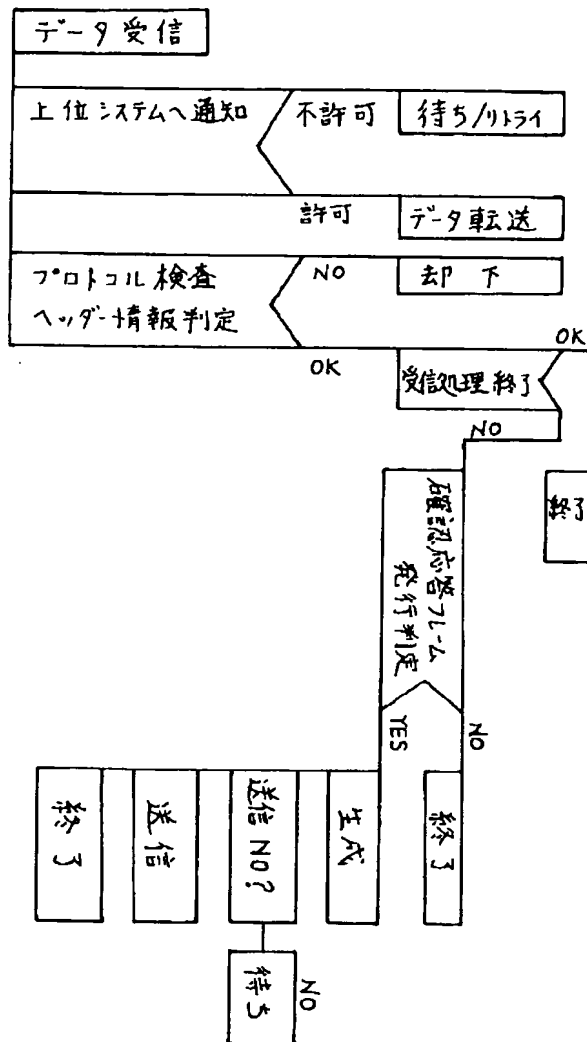 データ受信
上位システムへ通知
不許可
待ち/リトライ
許可
データ転送
プロトコル検査
ヘッダー情報判定
NO
却下
OK
受信処理終了
OK
NO
終了
確認応答フレーム
発行判定
YES
NO
終了
生成
送信NO?
送信
終了
待ち
NO